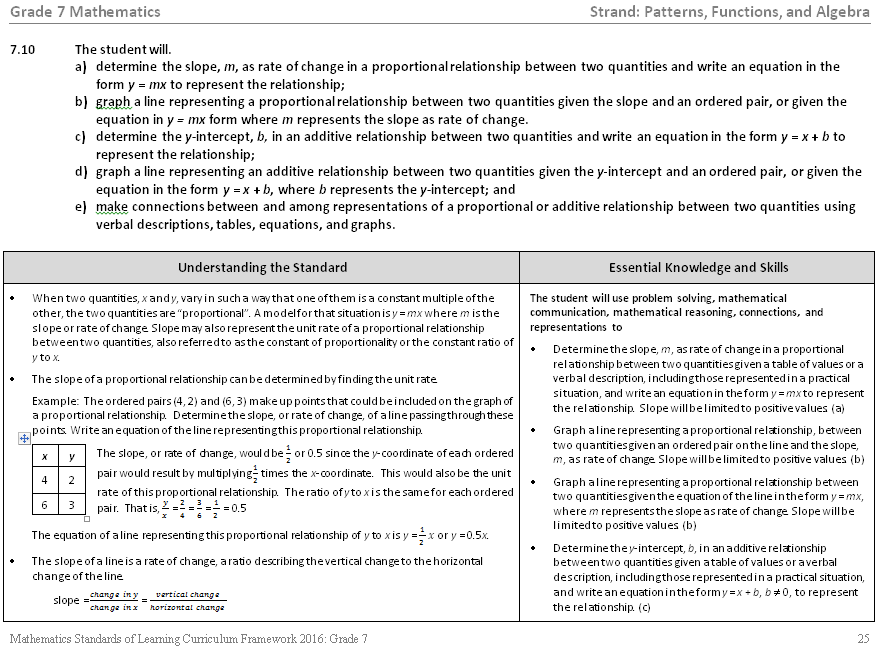 Grade 7 Mathematics
Strand: Patterns, Functions, and Algebra
7.10 The student will.
a) determine the slope, m, as rate of change in a proportional relationship between two quantities and write an equation in the
form y = mx to represent the relationship;
b) graph a line representing a proportional relationship between two quantities given the slope and an ordered pair, or given the
equation in y = mx form where m represents the slope as rate of change.
c) determine the y-intercept, b, in an additive relationship between two quantities and write an equation in the form y = x + b to
represent the relationship;
d) graph a line representing an additive relationship between two quantities given the y-intercept and an ordered pair, or given the
equation in the form y = x + b, where b represents the y-intercept; and
e) make connections between and among representations of a proportional or additive relationship between two quantities using
verbal descriptions, tables, equations, and graphs.
Understanding the Standard
• When two quantities, x and y, vary in such a way that one of them is a constant multiple of the
other, the two quantities are “proportional”. A model for that situation is y = mx where m is the
slope or rate of change. Slope may also represent the unit rate of a proportional relationship
between two quantities, also referred to as the constant of proportionality or the constant ratio of
y to x.
• The slope of a proportional relationship can be determined by finding the unit rate.
Example: The ordered pairs (4, 2) and (6, 3) make up points that could be included on the graph of
a proportional relationship. Determine the slope, or rate of change, of a line passing through these
points. Write an equation of the line representing this proportional relationship.
x y
4 2
6 3
The slope, or rate of change, would be 1/2 or 0.5 since the y-coordinate of each ordered
pair would result by multiplying 1/2 times the x-coordinate. This would also be the unit
rate of this proportional relationship. The ratio of y to x is the same for each ordered
pair. That is, y/x = 2/4 = 3/6 = 1/2 = 0.5
The equation of a line representing this proportional relationship of y to x is y = 1/2 x or y = 0.5x.
• The slope of a line is a rate of change, a ratio describing the vertical change to the horizontal
change of the line.
slope = change in y/change in x = vertical change/horizontal change
Essential Knowledge and Skills
The student will use problem solving, mathematical
communication, mathematical reasoning, connections, and
representations to
• Determine the slope, m, as rate of change in a proportional
relationship between two quantities given a table of values or a
verbal description, including those represented in a practical
situation, and write an equation in the form y = mx to represent
the relationship. Slope will be limited to positive values. (a)
• Graph a line representing a proportional relationship, between
two quantities given an ordered pair on the line and the slope,
m, as rate of change. Slope will be limited to positive values. (b)
• Graph a line representing a proportional relationship between
two quantities given the equation of the line in the form y = mx,
where m represents the slope as rate of change. Slope will be
limited to positive values. (b)
• Determine the y-intercept, b, in an additive relationship
between two quantities given a table of values or a verbal
description, including those represented in a practical situation,
and write an equation in the form y = x + b, b ≠ 0, to represent
the relationship. (c)
Mathematics Standards of Learning Curriculum Framework 2016: Grade 7
25